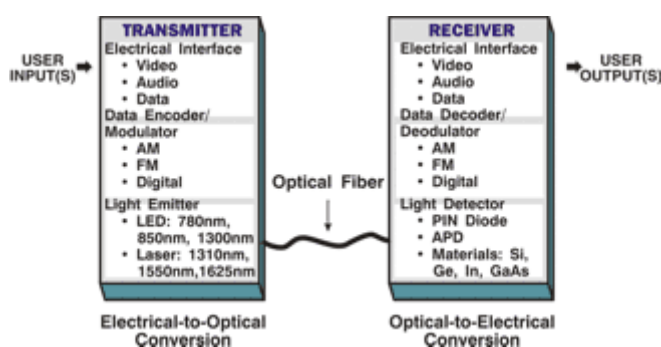 USER
INPUT(S)
TRANSMITTER
Electrical Interface
• Video
• Audio
• Data
Data Encoder/
Modulator
• AM
• FM
• Digital
Light Emitter
• LED: 780nm,
850nm, 1300nm
• Laser: 1310nm,
1550nm,1625nm
Electrical-to-Optical
Conversion
Optical Fiber
RECEIVER
Electrical Interface
• Video
• Audio
• Data
Data Decoder/
Deodulator
• AM
• FM
• Digital
Light Detector
• PIN Diode
• APD
• Materials: Si,
Ge, In, GaAs
Optical-to-Electrical
Conversion
USER
OUTPUT(S)